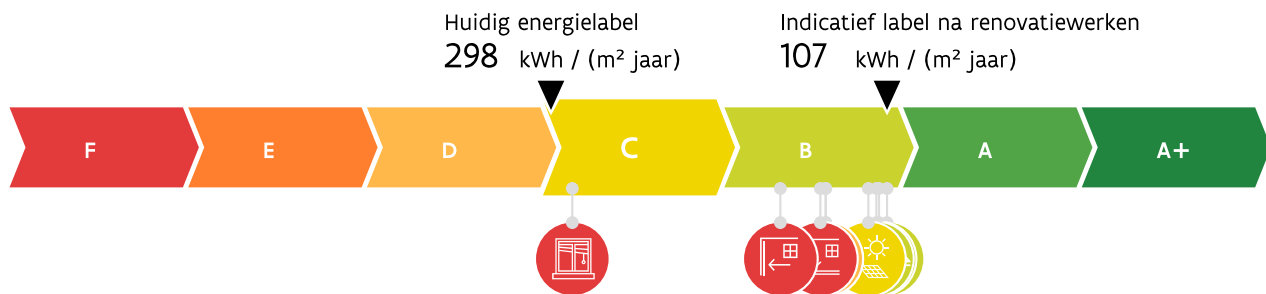 Huidig energielabel
298 kWh / (m² jaar)
Indicatief label na renovatiewerken
107 kWh / (m² jaar)
F E D C B A A+